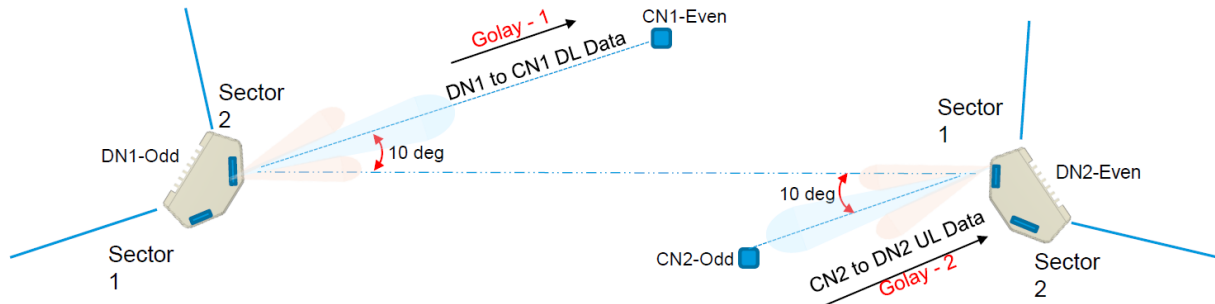 CN1-Even
Golay - 1
DN1 to CN1 DL Data
Sector
2
DN1-Odd
10 deg
Sector
1
Sector
1
DN2-Even
10 deg
CN2-Odd
CN2 to DN2 UL Data
Golay - 2
Sector
2